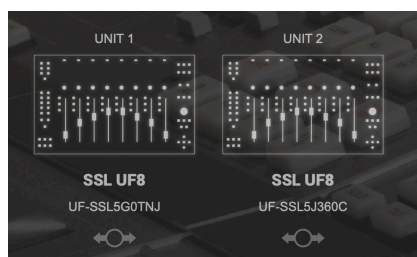 UNIT 1
UNIT 2
SSL UF8
SSL UF8
UF-SSL5G0TNJ
UF-SSL5J360C